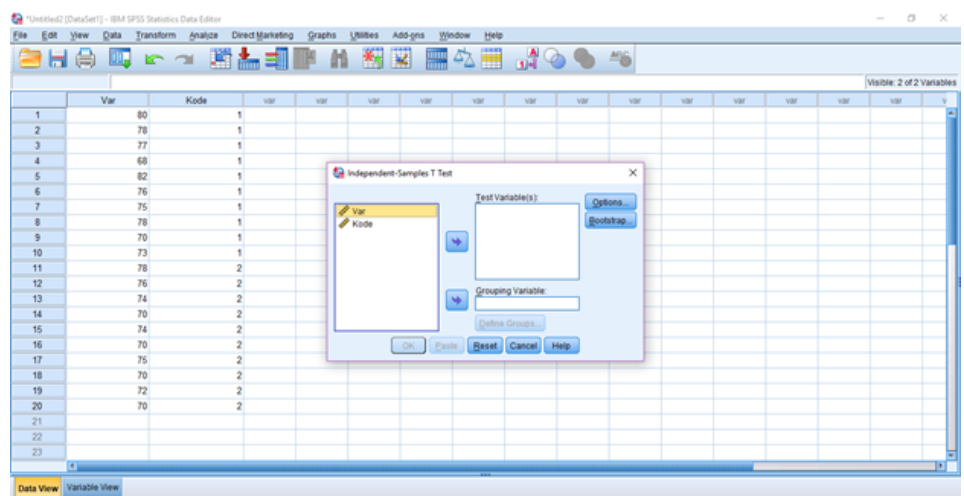 *Untitled2 [DataSet1] - IBM SPSS Statistics Data Editor
File Edit View Data Transform Analyze Direct Marketing Graphs Utilities Add-ons Window Help
Visible: 2 of 2 Variables
Var Kode var var var var var var var var var var var var v
1 80 1
2 78 1
3 77 1
4 68 1
5 82 1
6 76 1
7 75 1
8 78 1
9 70 1
10 73 1
11 78 2
12 76 2
13 74 2
14 70 2
15 74 2
16 70 2
17 75 2
18 70 2
19 72 2
20 70 2
21
22
23
Independent-Samples T Test
Var
Kode
Test Variable(s):
Options...
Bootstrap...
Grouping Variable:
Define Groups...
OK Paste Reset Cancel Help
Data View Variable View